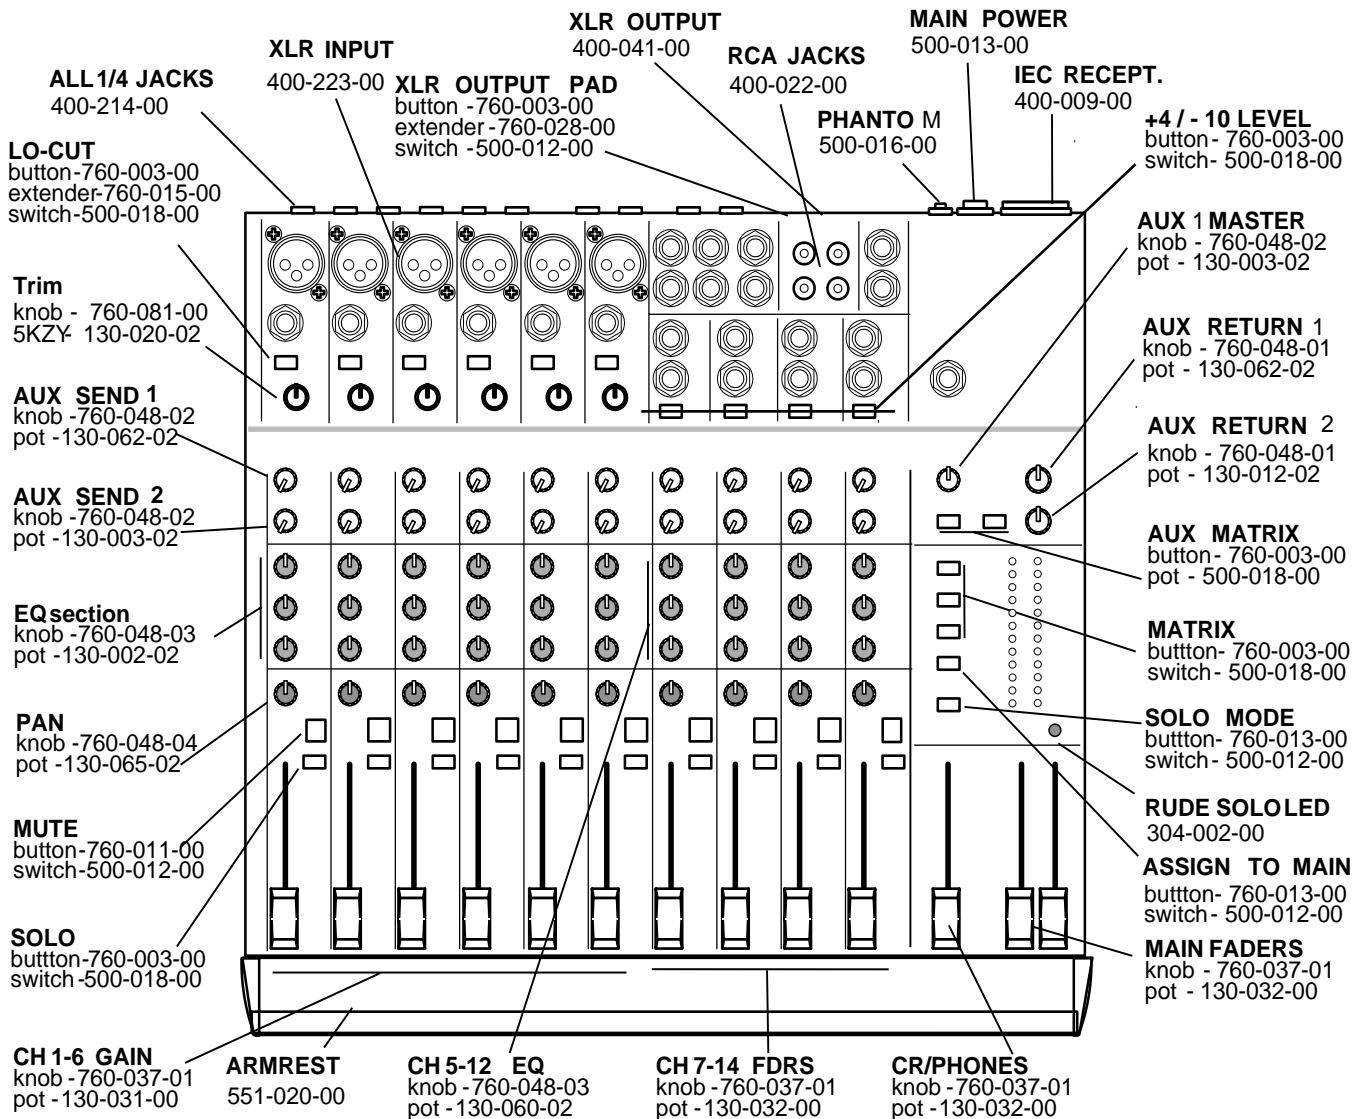 XLR OUTPUT
400-041-00
MAIN POWER
500-013-00
XLR INPUT
400-223-00
RCA JACKS
400-022-00
ALL 1/4 JACKS
400-214-00
XLR OUTPUT PAD
button -760-003-00
extender -760-028-00
switch -500-012-00
IEC RECEPT.
400-009-00
PHANTO M
500-016-00
+4 / - 10 LEVEL
button - 760-003-00
switch - 500-018-00
LO-CUT
button-760-003-00
extender-760-015-00
switch-500-018-00
AUX 1 MASTER
knob - 760-048-02
pot - 130-003-02
Trim
knob - 760-081-00
5KZY- 130-020-02
AUX RETURN 1
knob - 760-048-01
pot - 130-062-02
AUX SEND 1
knob -760-048-02
pot -130-062-02
AUX RETURN 2
knob - 760-048-01
pot - 130-012-02
AUX SEND 2
knob -760-048-02
pot -130-003-02
AUX MATRIX
button - 760-003-00
pot - 500-018-00
EQ section
knob -760-048-03
pot -130-002-02
MATRIX
buttton- 760-003-00
switch - 500-018-00
PAN
knob -760-048-04
pot -130-065-02
SOLO MODE
buttton- 760-013-00
switch - 500-012-00
MUTE
button-760-011-00
switch-500-012-00
RUDE SOLO LED
304-002-00
ASSIGN TO MAIN
buttton- 760-013-00
switch - 500-012-00
SOLO
buttton-760-003-00
switch -500-018-00
MAIN FADERS
knob - 760-037-01
pot - 130-032-00
CH 1-6 GAIN
knob -760-037-01
pot -130-031-00
ARMREST
551-020-00
CH 5-12 EQ
knob -760-048-03
pot -130-060-02
CH 7-14 FDRS
knob -760-037-01
pot -130-032-00
CR/PHONES
knob -760-037-01
pot -130-032-00